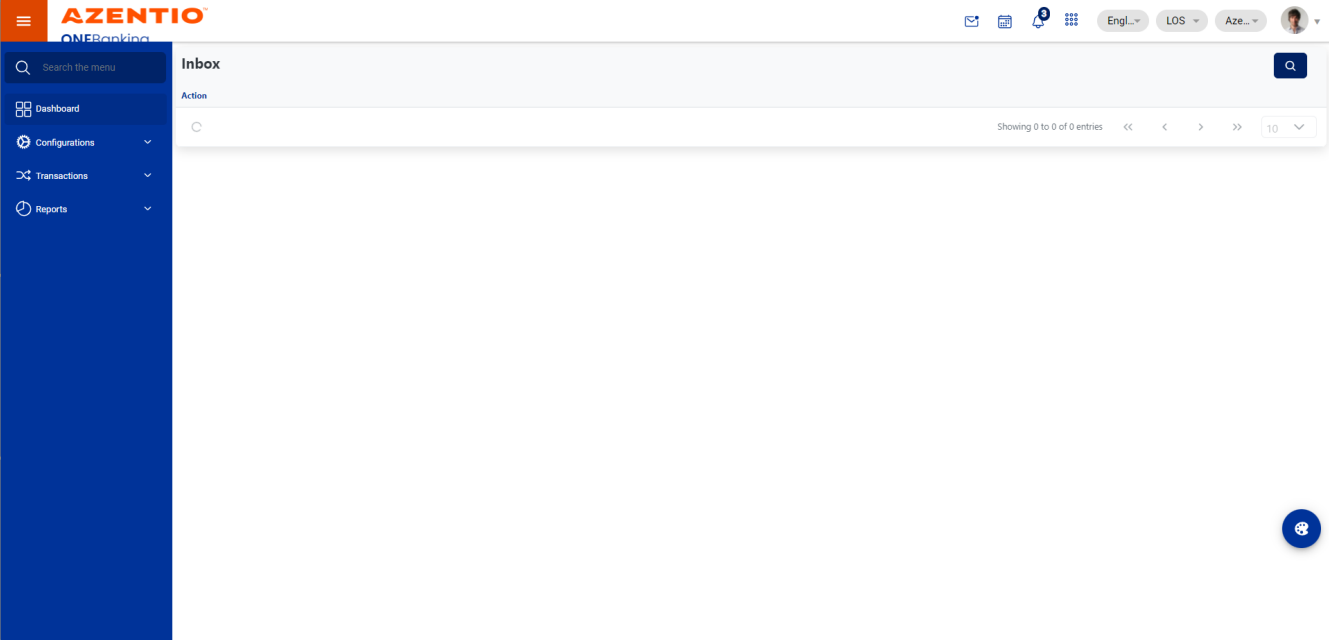 AZENTIO™
ONEBanking
3
Engl...
LOS
Aze...
Search the menu
Inbox
Dashboard
Action
Configurations
Showing 0 to 0 of 0 entries
10
Transactions
Reports